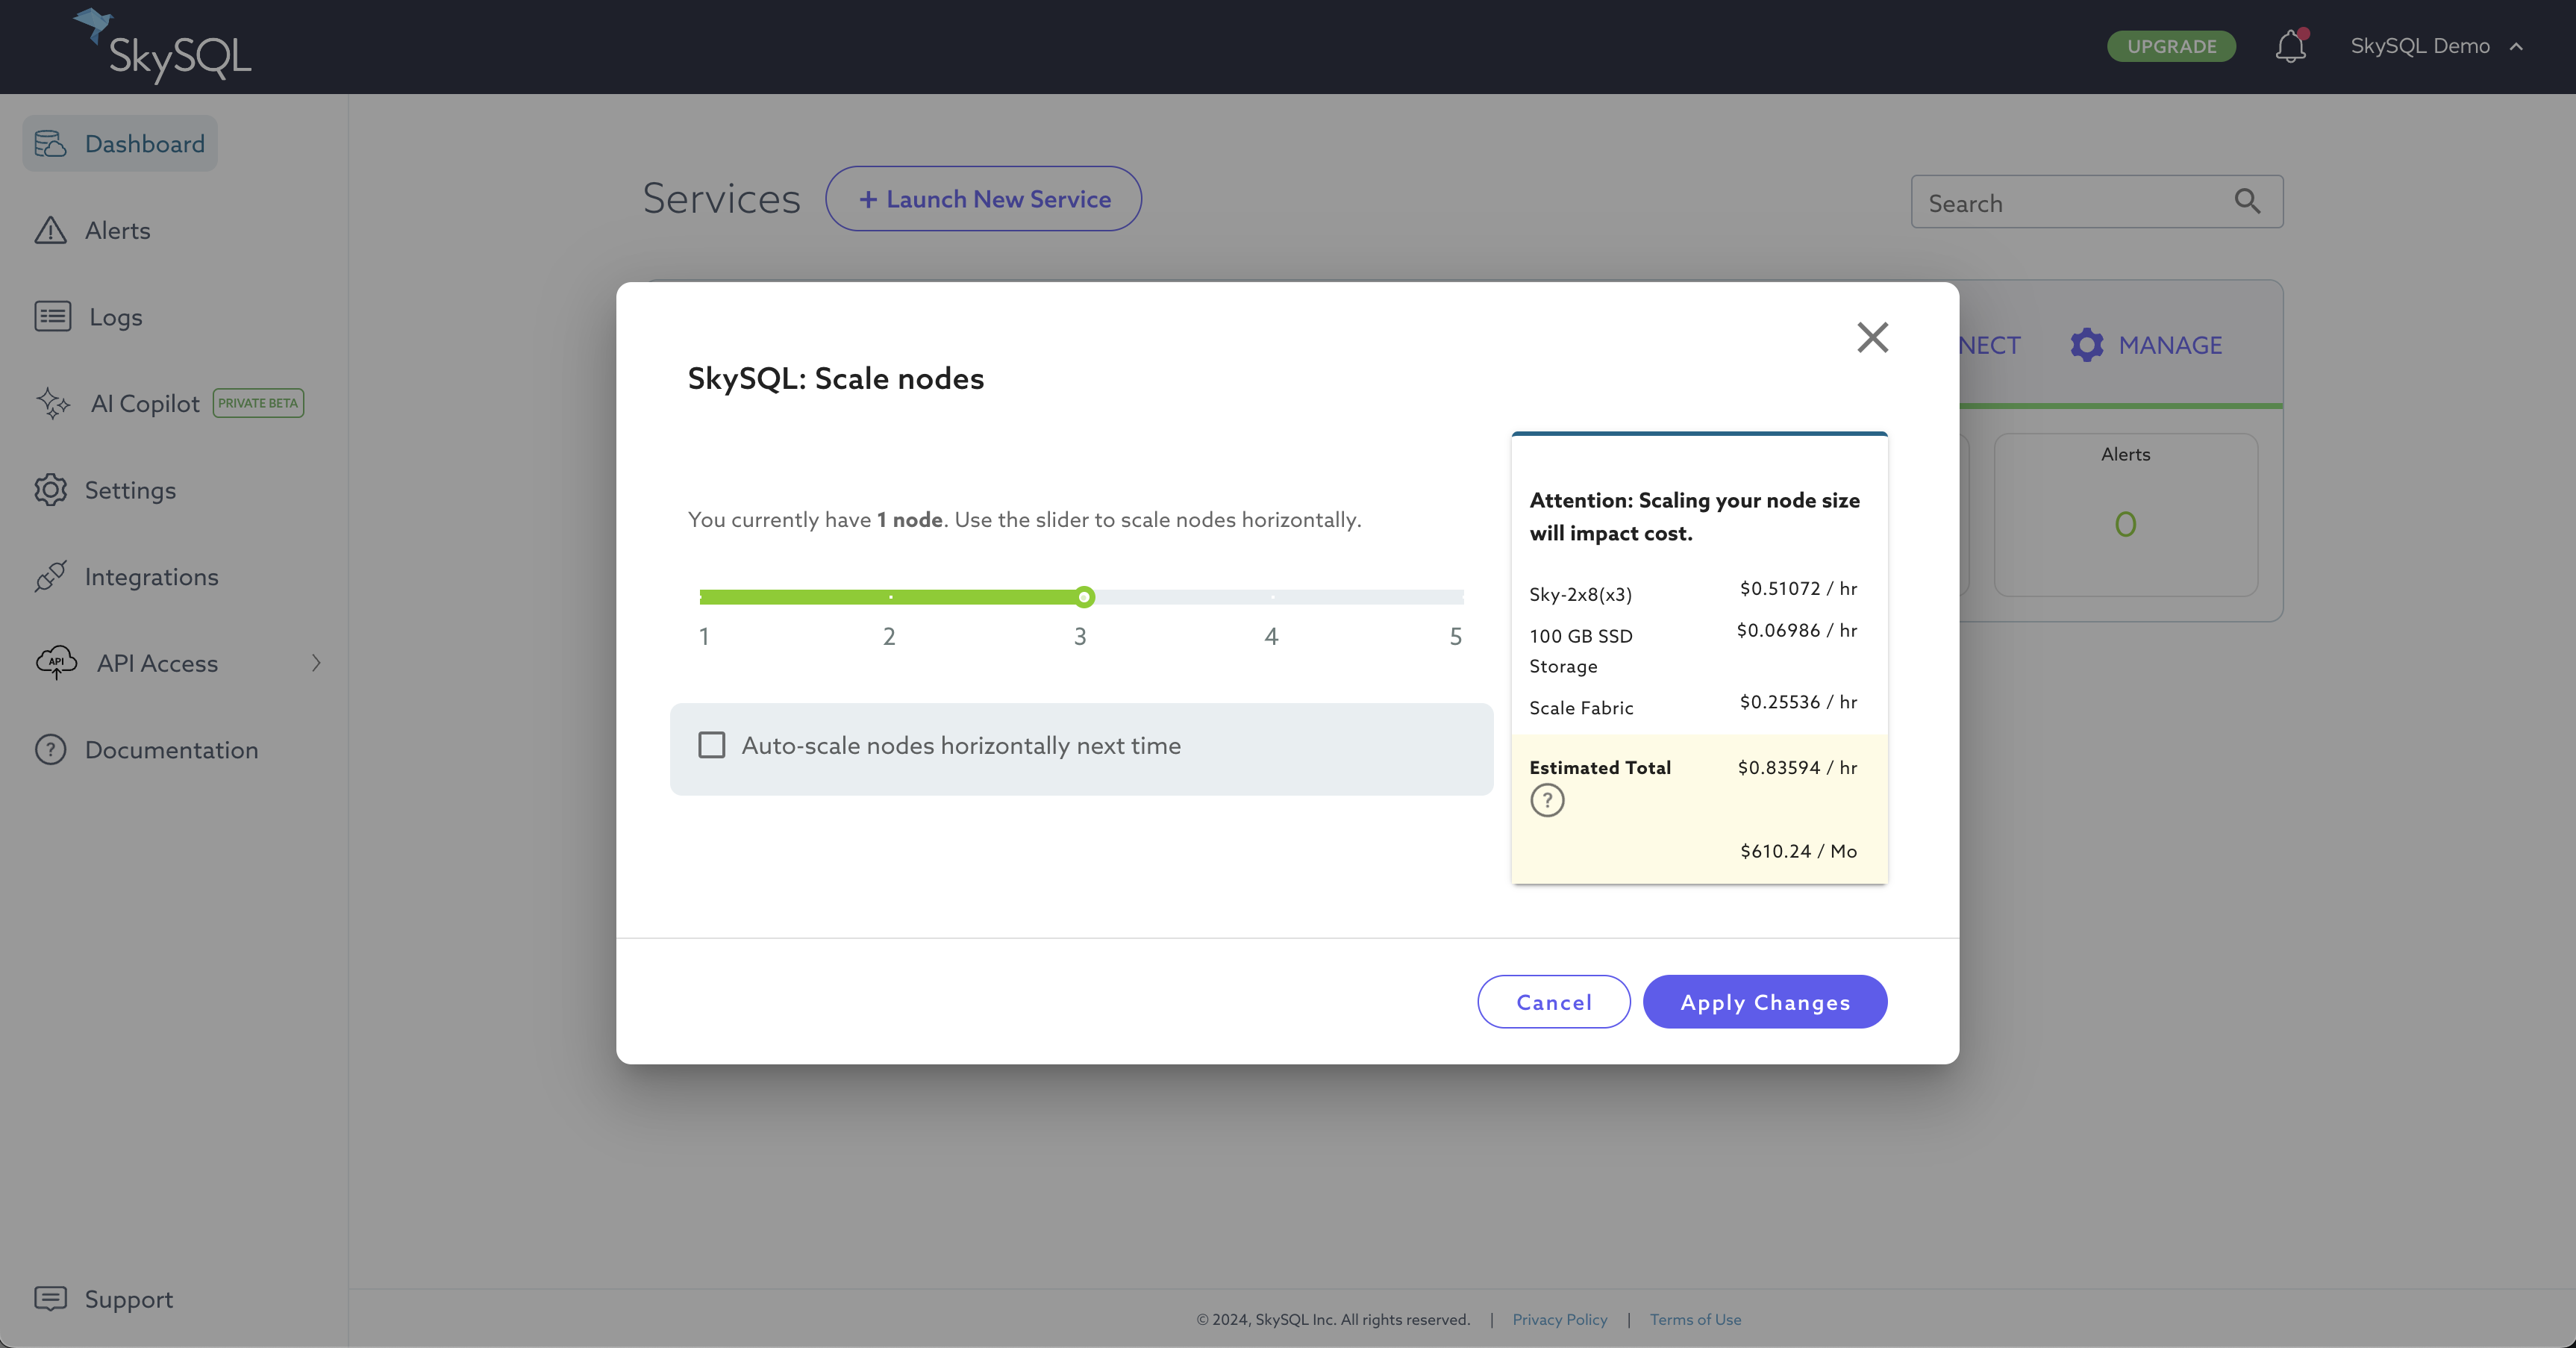 SkySQL
UPGRADE
SkySQL Demo
Dashboard
Alerts
Logs
AI Copilot PRIVATE BETA
Settings
Integrations
API API Access
Documentation
Support
Services
+ Launch New Service
Search
NECT
MANAGE
Alerts
0
SkySQL: Scale nodes
You currently have 1 node. Use the slider to scale nodes horizontally.
1 2 3 4 5
Auto-scale nodes horizontally next time
Attention: Scaling your node size
will impact cost.
Sky-2x8(x3) $0.51072 / hr
100 GB SSD $0.06986 / hr
Storage
Scale Fabric $0.25536 / hr
Estimated Total $0.83594 / hr
?
$610.24 / Mo
Cancel
Apply Changes
© 2024, SkySQL Inc. All rights reserved. | Privacy Policy | Terms of Use